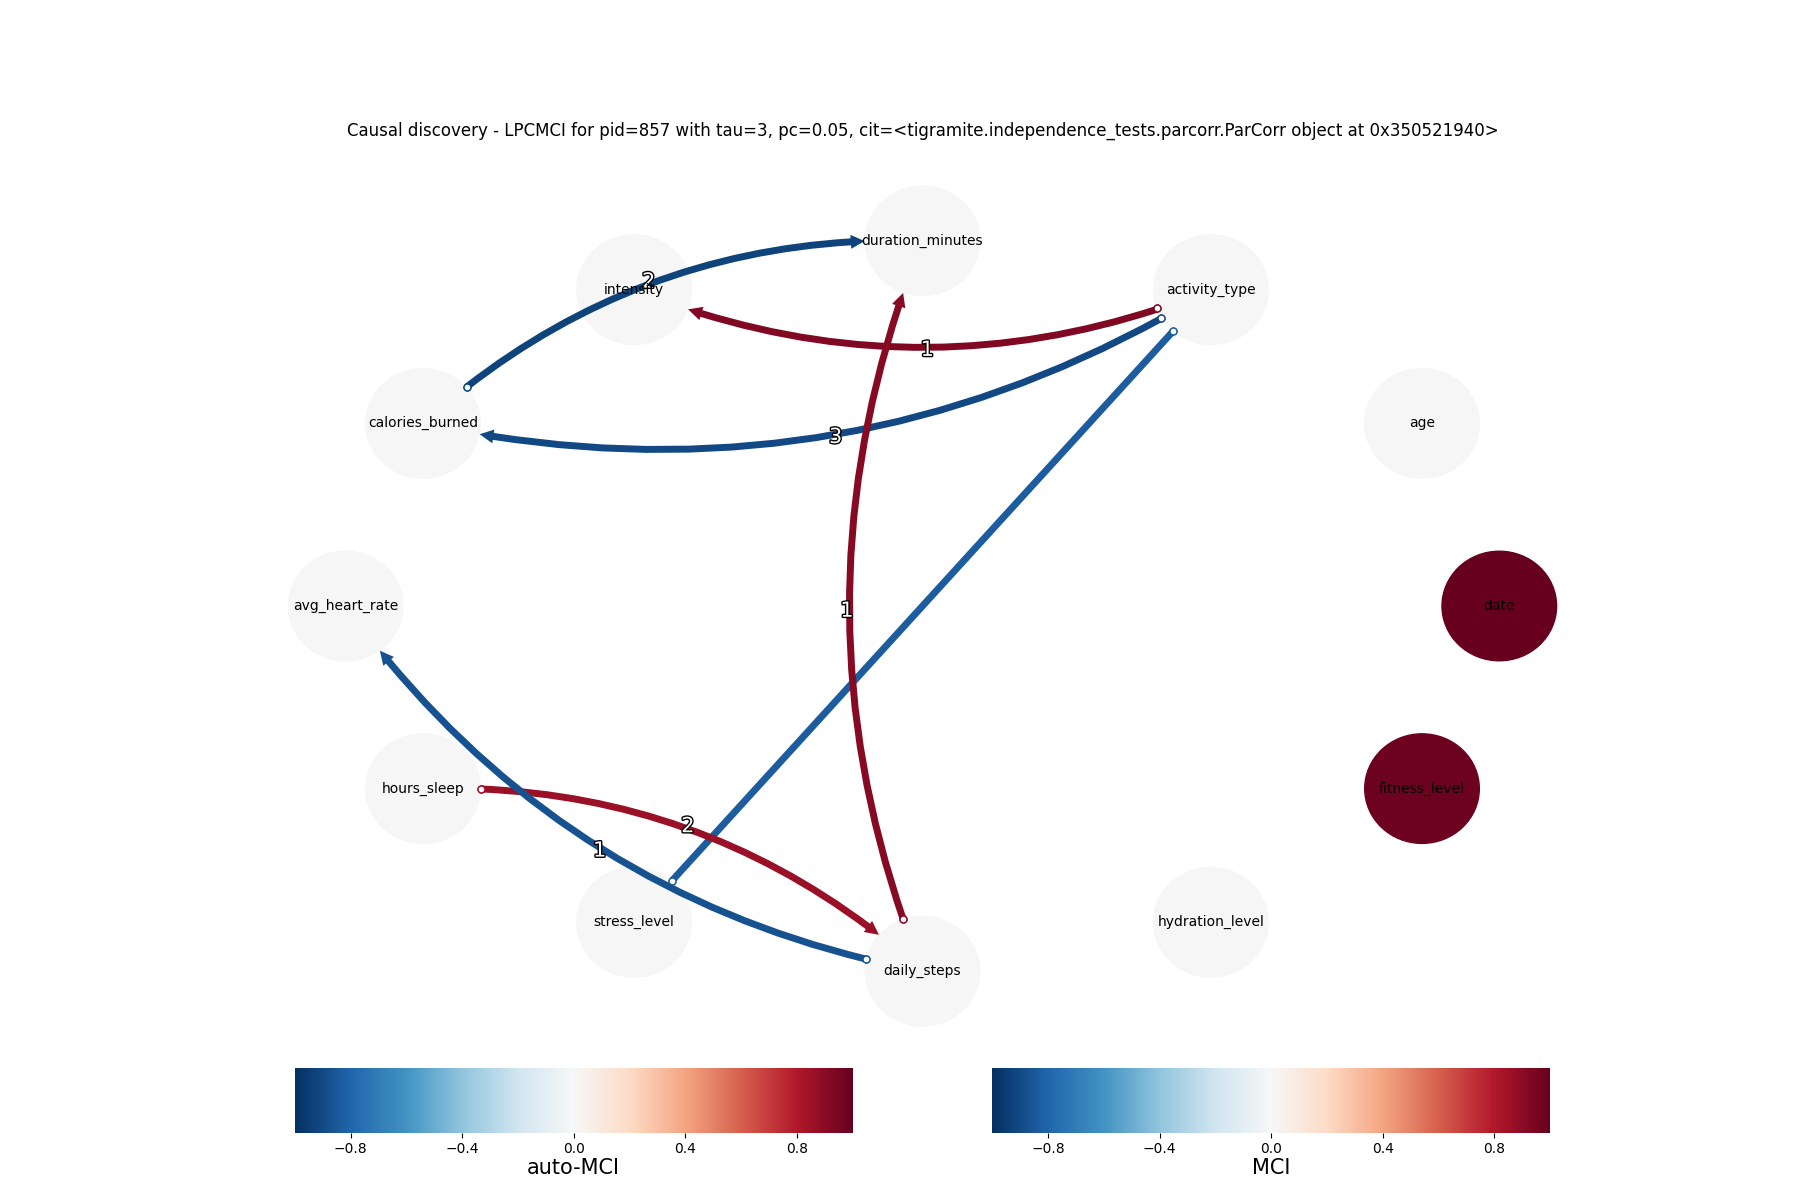 Causal discovery - LPCMCI for pid=857 with tau=3, pc=0.05, cit=<tigramite.independence_tests.parcorr.ParCorr object at 0x350521940>
duration_minutes
2
intensity
activity_type
1
calories_burned
3
age
avg_heart_rate
1
date
hours_sleep
2
1
fitness_level
stress_level
hydration_level
daily_steps
−0.8 −0.4 0.0 0.4 0.8
auto-MCI
−0.8 −0.4 0.0 0.4 0.8
MCI